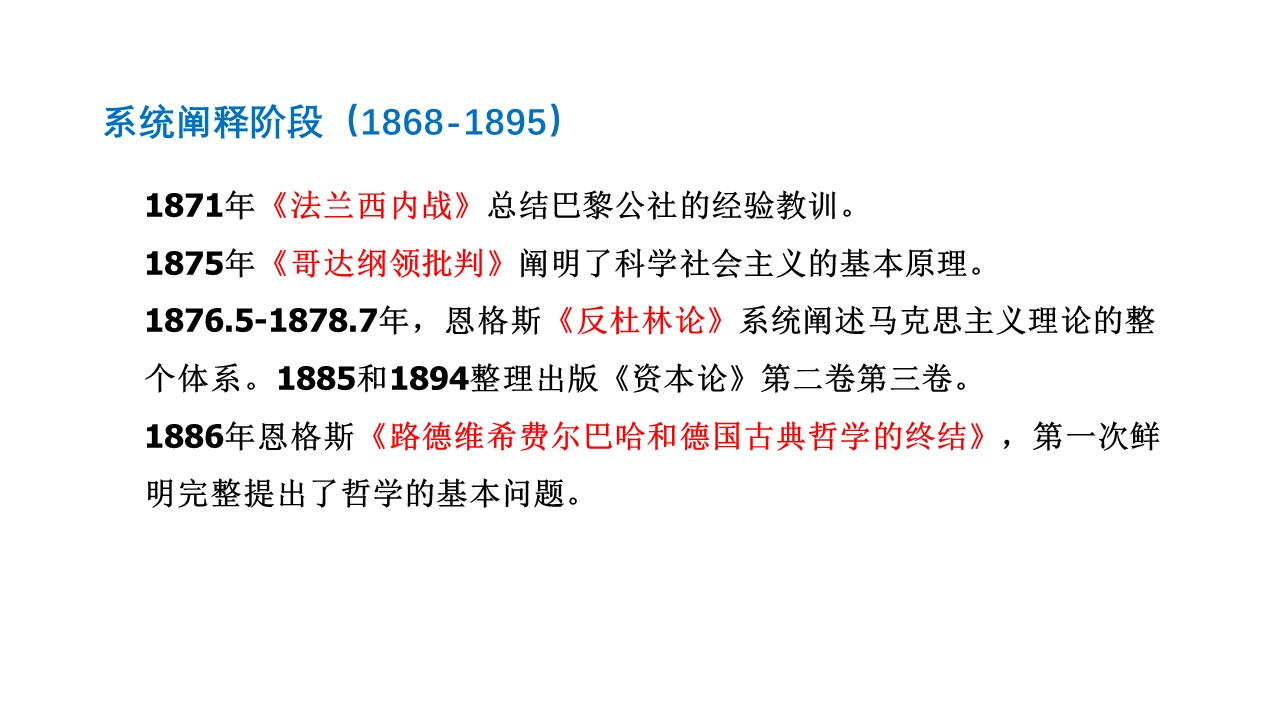 系统阐释阶段（1868-1895）
1871年《法兰西内战》总结巴黎公社的经验教训。
1875年《哥达纲领批判》阐明了科学社会主义的基本原理。
1876.5-1878.7年，恩格斯《反杜林论》系统阐述马克思主义理论的整
个体系。1885和1894整理出版《资本论》第二卷第三卷。
1886年恩格斯《路德维希费尔巴哈和德国古典哲学的终结》，第一次鲜
明完整提出了哲学的基本问题。